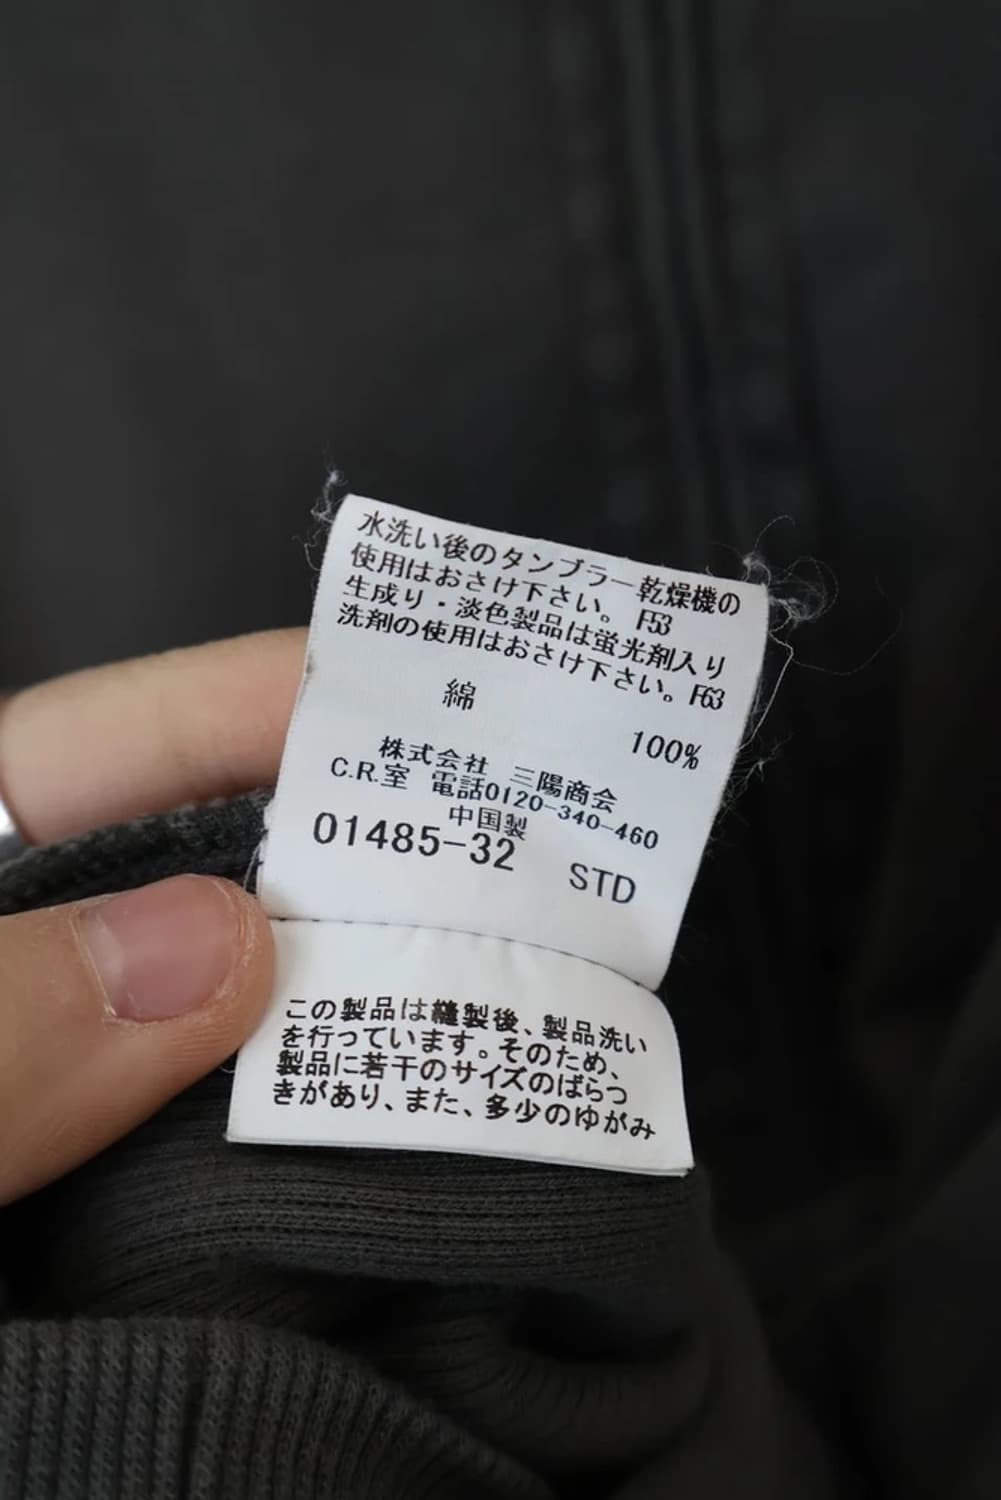 水洗い後のタンブラー乾燥機の
使用はおさけ下さい。 F53
生成り・淡色製品は蛍光剤入り
洗剤の使用はおさけ下さい。F63
綿 100%
株式会社 三陽商会
C.R.室 電話0120-340-460
中国製
01485-32 STD
この製品は縫製後、製品洗い
を行っています。そのため、
製品に若干のサイズのばらつ
きがあり、また、多少のゆがみ